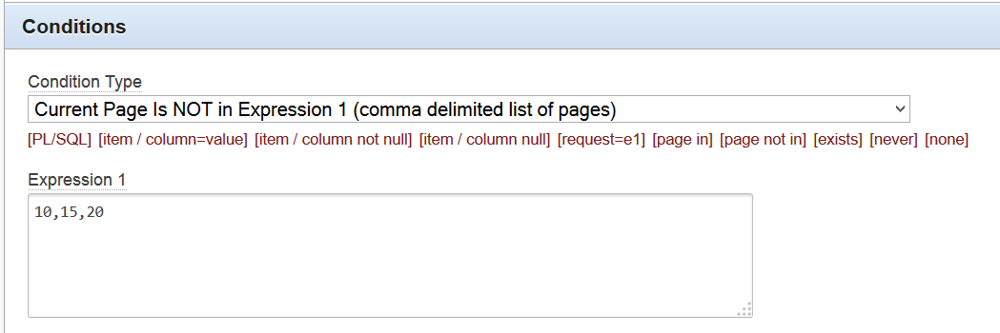 Conditions
Condition Type
Current Page Is NOT in Expression 1 (comma delimited list of pages)
[PL/SQL] [item / column=value] [item / column not null] [item / column null] [request=e1] [page in] [page not in] [exists] [never] [none]
Expression 1
10,15,20